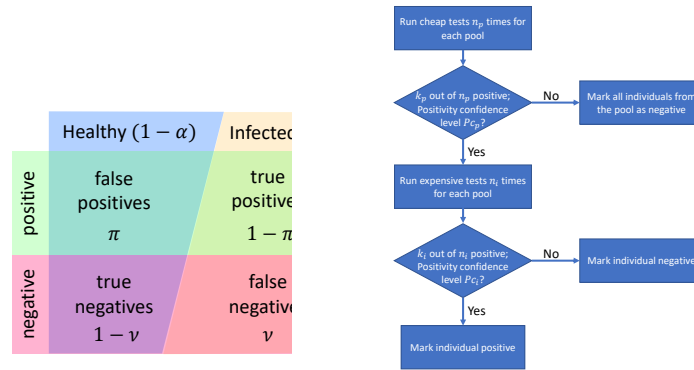 Healthy (1 − α)
Infected
positive
false
positives
π
true
positive
1 − π
negative
true
negatives
1 − ν
false
negative
ν
Run cheap tests n_p times for
each pool
k_p out of n_p positive;
Positivity confidence
level Pc_p?
No
Mark all individuals from
the pool as negative
Yes
Run expensive tests n_i times
for each pool
k_i out of n_i positive;
Positivity confidence
level Pc_i?
No
Mark individual negative
Yes
Mark individual positive